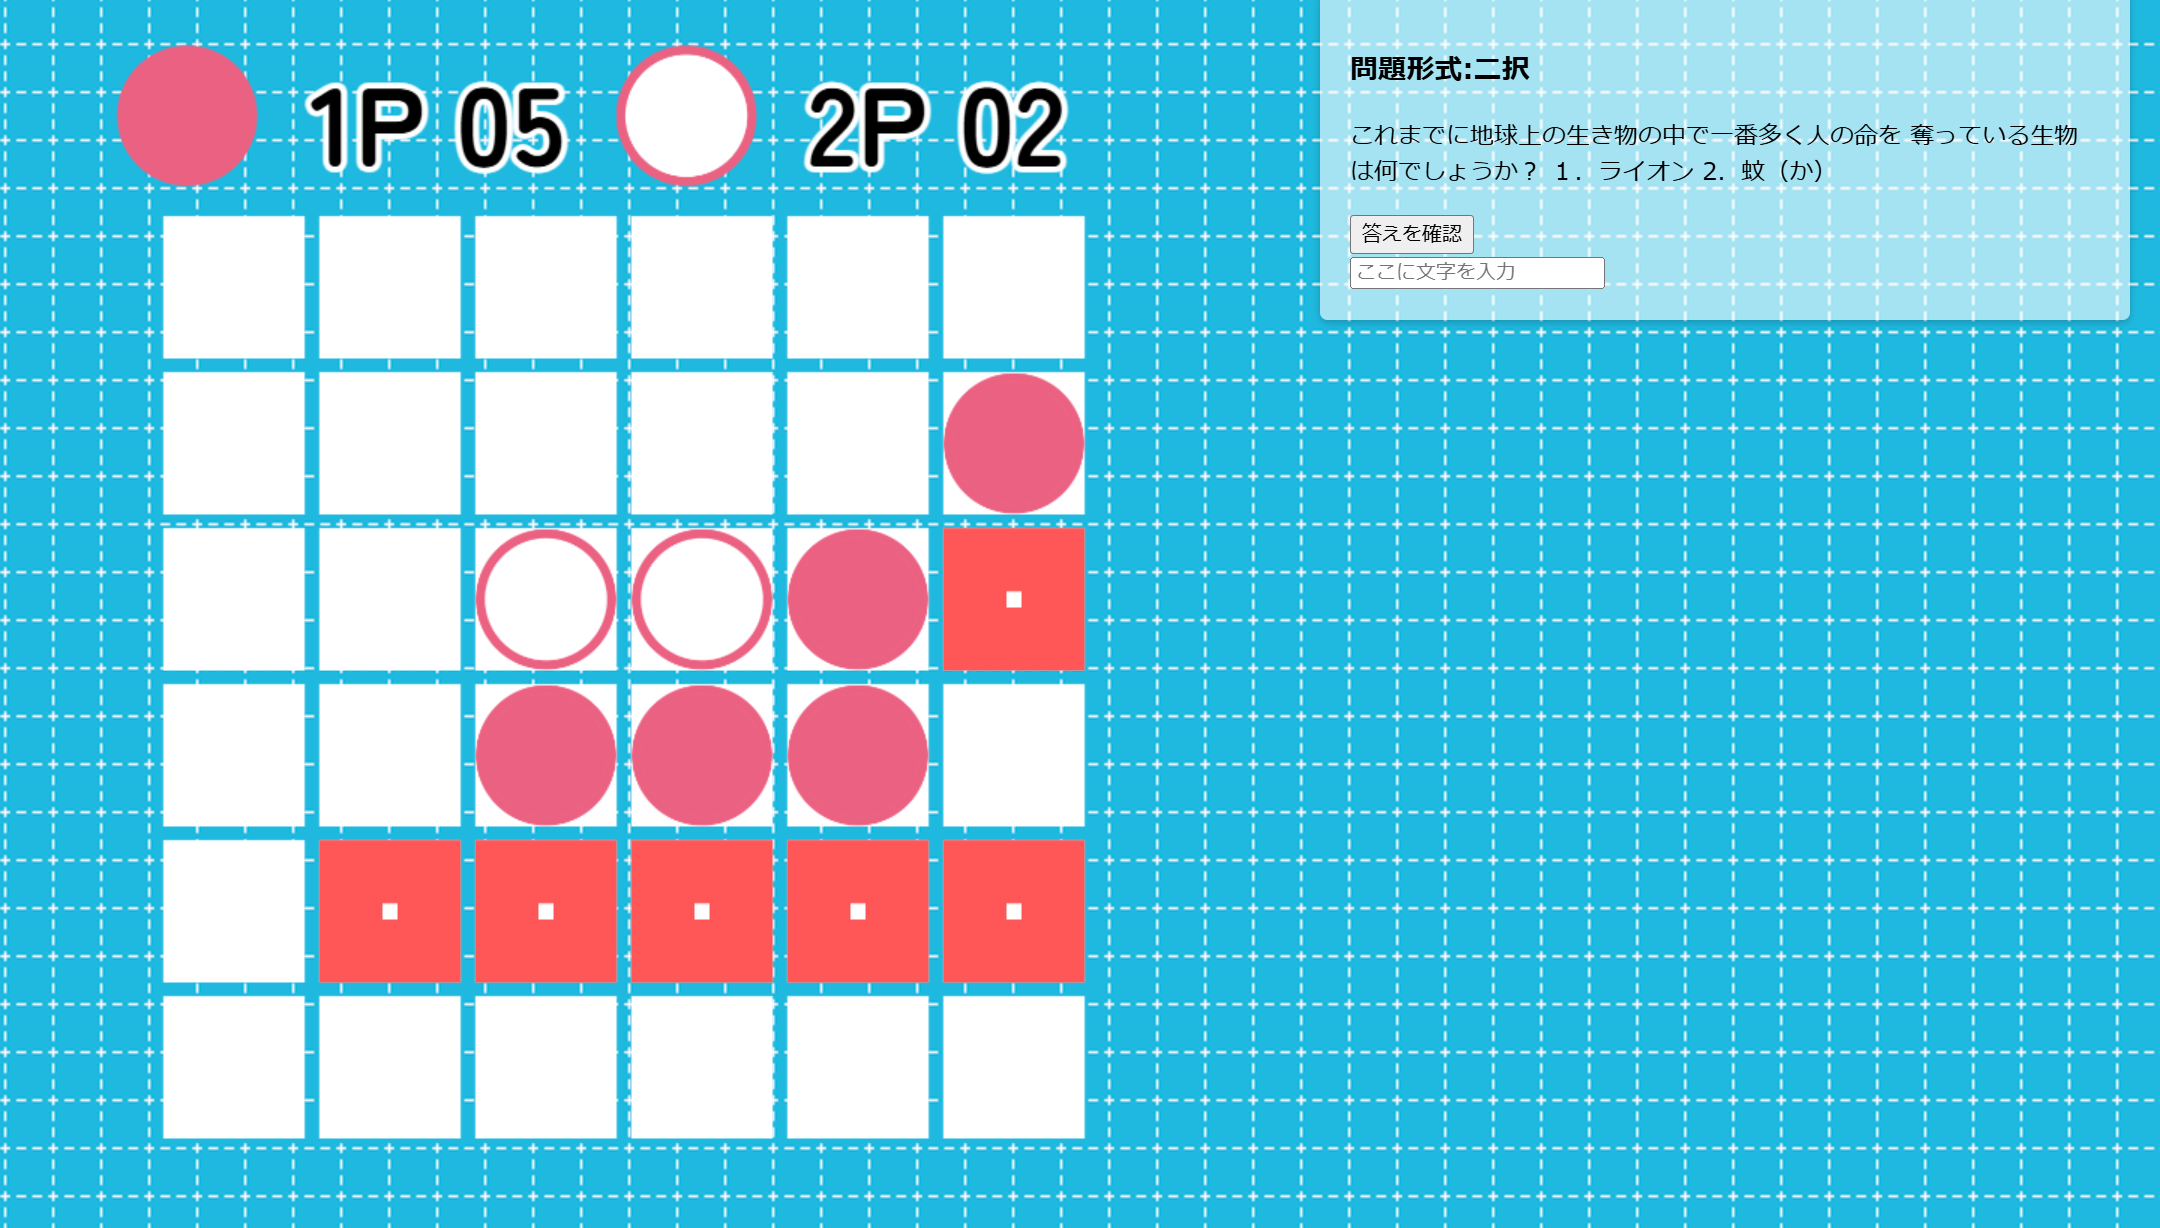 1P 05 2P 02
問題形式:二択
これまでに地球上の生き物の中で一番多く人の命を 奪っている生物
は何でしょうか？ １．ライオン 2．蚊（か）
答えを確認
ここに文字を入力